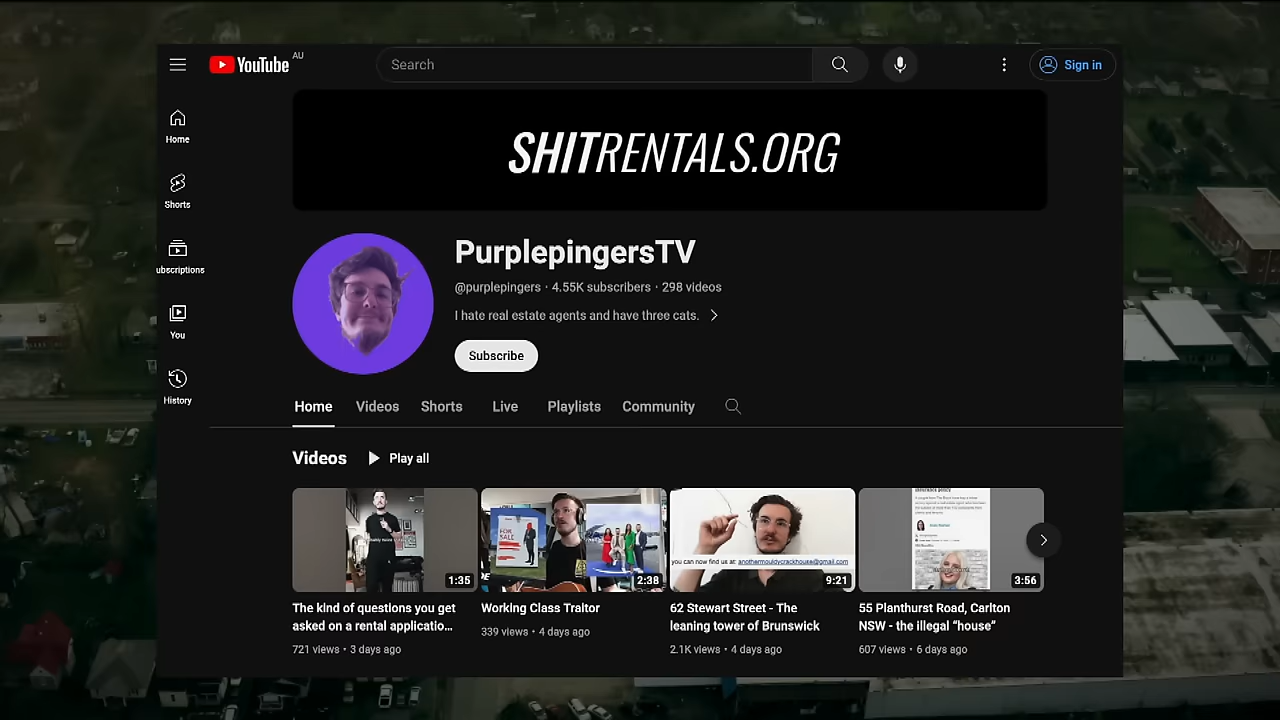 YouTube AU
Search
Sign in
Home
Shorts
ubscriptions
You
History
SHITRENTALS.ORG
PurplepingersTV
@purplepingers · 4.55K subscribers · 298 videos
I hate real estate agents and have three cats.
Subscribe
Home Videos Shorts Live Playlists Community
Videos Play all
SALE
you can now find us at: anothermouldycrackhouse@gmail.com
1:35
2:38
9:21
3:56
The kind of questions you get
asked on a rental applicatio...
721 views · 3 days ago
Working Class Traitor
339 views · 4 days ago
62 Stewart Street - The
leaning tower of Brunswick
2.1K views · 4 days ago
55 Planthurst Road, Carlton
NSW - the illegal “house”
607 views · 6 days ago